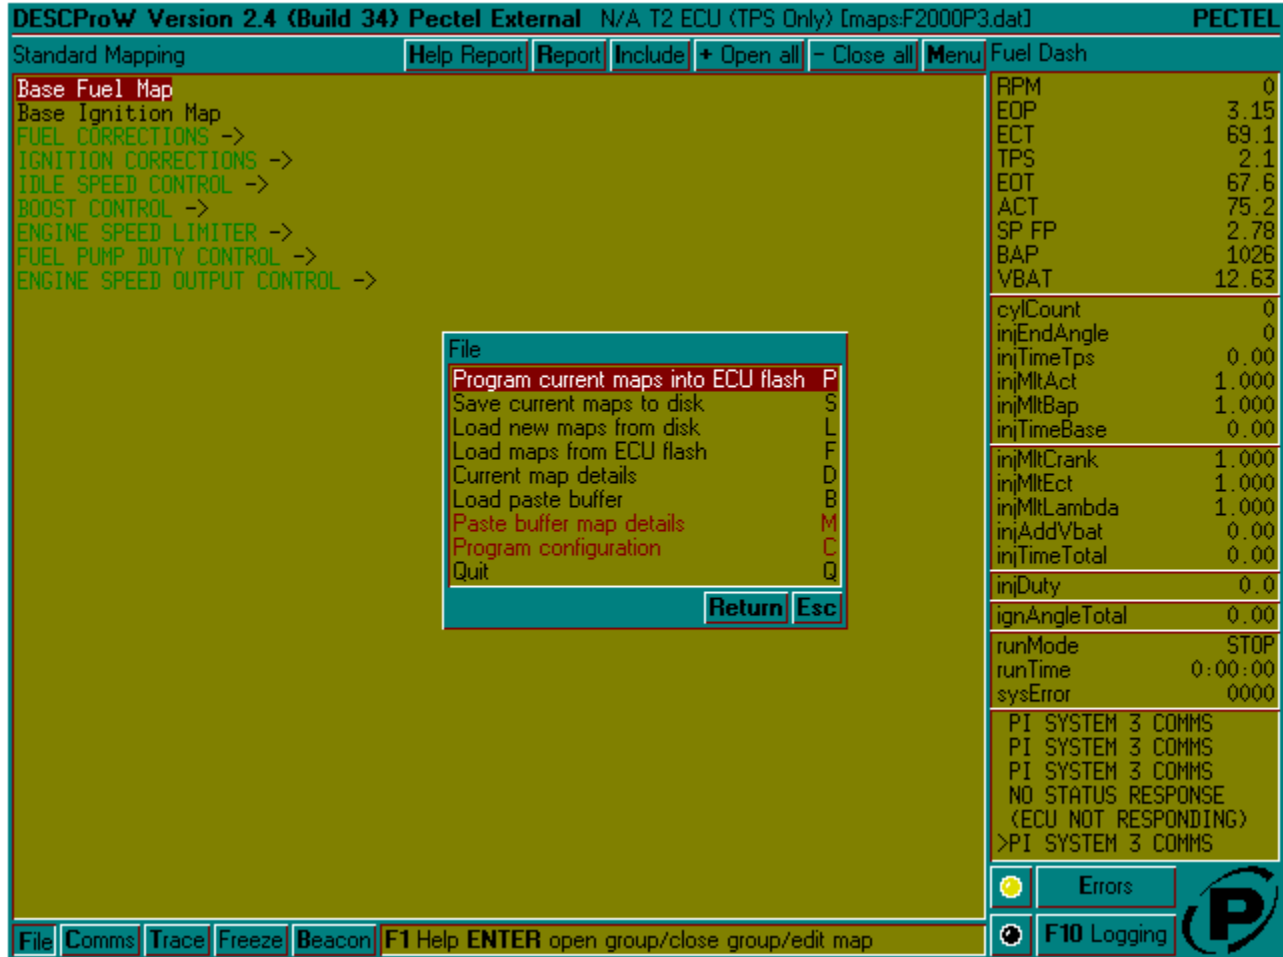 DESCProW Version 2.4 (Build 34) Pectel External N/A T2 ECU (TPS Only) [maps:F2000P3.dat] PECTEL
Standard Mapping Help Report Report Include + Open all - Close all Menu Fuel Dash
Base Fuel Map
Base Ignition Map
FUEL CORRECTIONS ->
IGNITION CORRECTIONS ->
IDLE SPEED CONTROL ->
BOOST CONTROL ->
ENGINE SPEED LIMITER ->
FUEL PUMP DUTY CONTROL ->
ENGINE SPEED OUTPUT CONTROL ->
File
Program current maps into ECU flash P
Save current maps to disk S
Load new maps from disk L
Load maps from ECU flash F
Current map details D
Load paste buffer B
Paste buffer map details M
Program configuration C
Quit Q
Return Esc
RPM 0
EOP 3.15
ECT 69.1
TPS 2.1
EOT 67.6
ACT 75.2
SP FP 2.78
BAP 1026
VBAT 12.63
cylCount 0
injEndAngle 0
injTimeTps 0.00
injMltAct 1.000
injMltBap 1.000
injTimeBase 0.00
injMltCrank 1.000
injMltEct 1.000
injMltLambda 1.000
injAddVbat 0.00
injTimeTotal 0.00
injDuty 0.0
ignAngleTotal 0.00
runMode STOP
runTime 0:00:00
sysError 0000
PI SYSTEM 3 COMMS
PI SYSTEM 3 COMMS
PI SYSTEM 3 COMMS
NO STATUS RESPONSE
(ECU NOT RESPONDING)
>PI SYSTEM 3 COMMS
Errors
F10 Logging
P
File Comms Trace Freeze Beacon F1 Help ENTER open group/close group/edit map